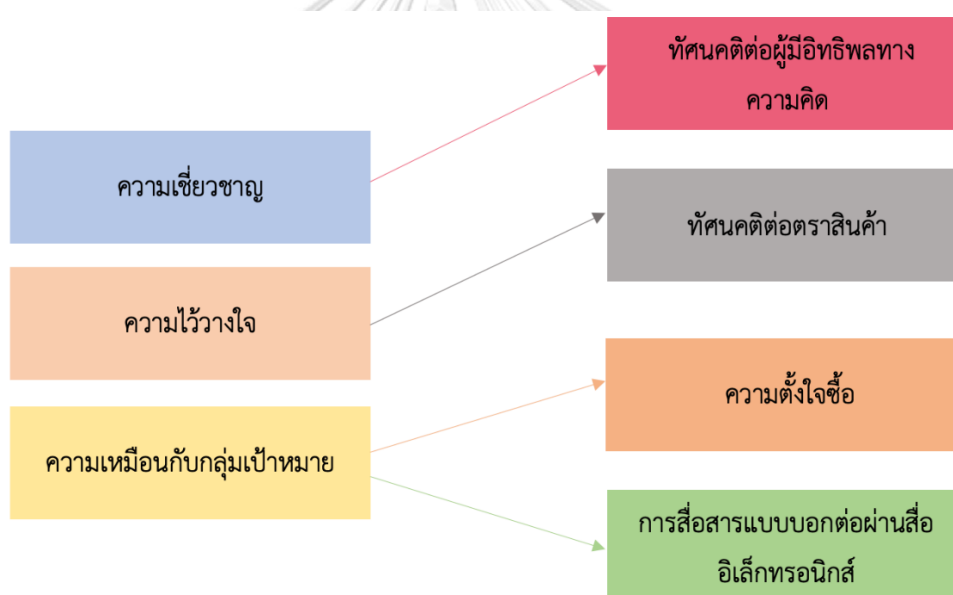 ความเชี่ยวชาญ
ความไว้วางใจ
ความเหมือนกับกลุ่มเป้าหมาย
ทัศนคติต่อผู้มีอิทธิพลทาง
ความคิด
ทัศนคติต่อตราสินค้า
ความตั้งใจซื้อ
การสื่อสารแบบบอกต่อผ่านสื่อ
อิเล็กทรอนิกส์